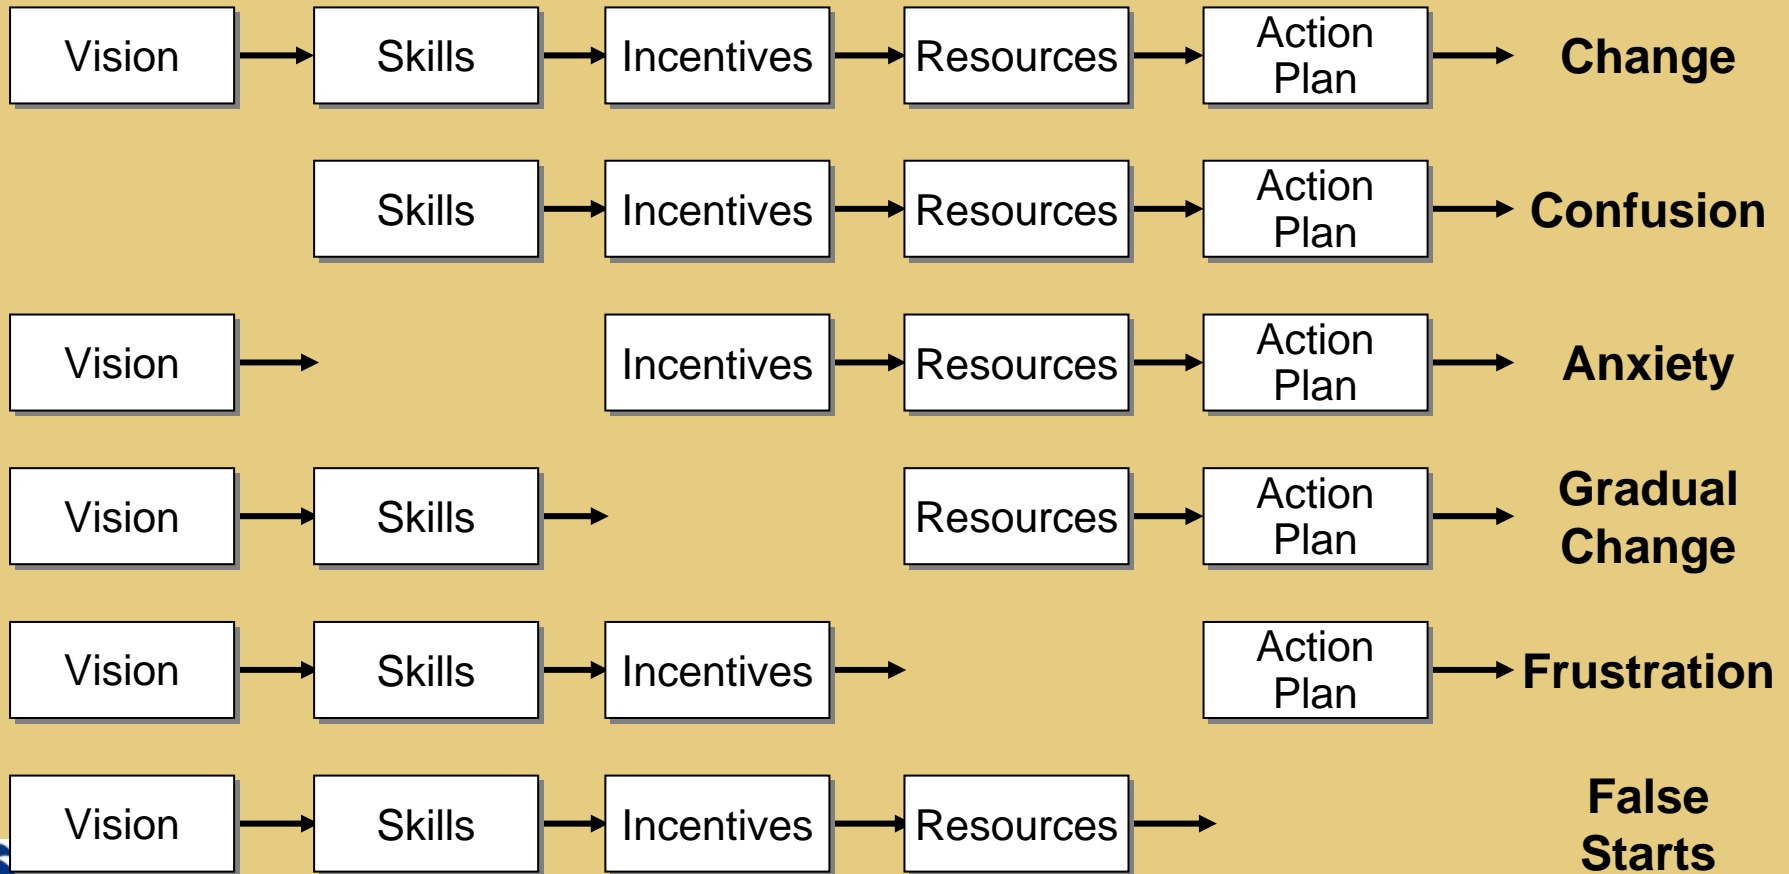 Vision Skills Incentives Resources Action Plan Change
Skills Incentives Resources Action Plan Confusion
Vision Incentives Resources Action Plan Anxiety
Vision Skills Resources Action Plan Gradual Change
Vision Skills Incentives Action Plan Frustration
Vision Skills Incentives Resources False Starts